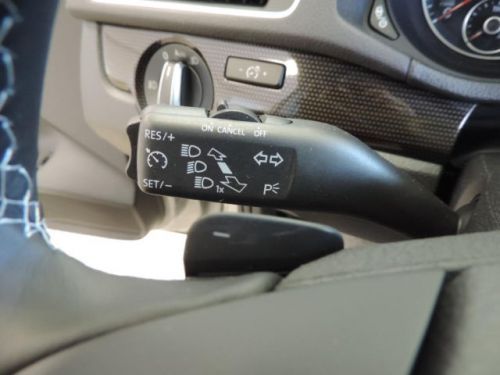 RES/+
ON CANCEL OFF
SET/-
1x
P